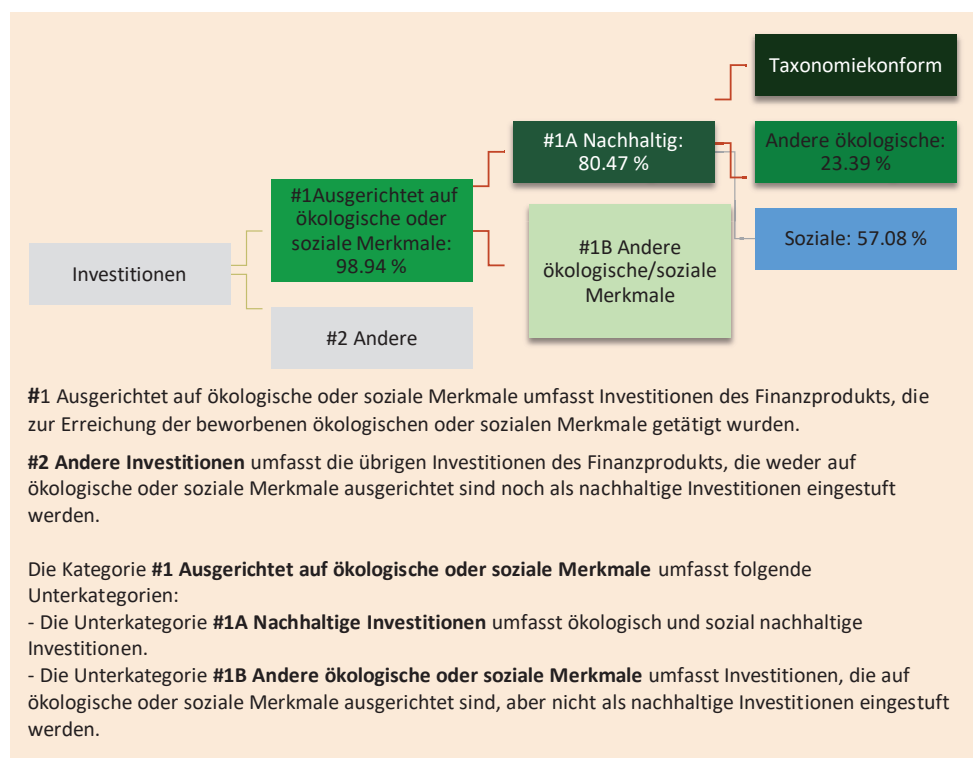 Taxonomiekonform
#1A Nachhaltig:
80.47 %
Andere ökologische:
23.39 %
#1Ausgerichtet auf
ökologische oder
soziale Merkmale:
98.94 %
#1B Andere
ökologische/soziale
Merkmale
Soziale: 57.08 %
Investitionen
#2 Andere
#1 Ausgerichtet auf ökologische oder soziale Merkmale umfasst Investitionen des Finanzprodukts, die
zur Erreichung der beworbenen ökologischen oder sozialen Merkmale getätigt wurden.
#2 Andere Investitionen umfasst die übrigen Investitionen des Finanzprodukts, die weder auf
ökologische oder soziale Merkmale ausgerichtet sind noch als nachhaltige Investitionen eingestuft
werden.
Die Kategorie #1 Ausgerichtet auf ökologische oder soziale Merkmale umfasst folgende
Unterkategorien:
- Die Unterkategorie #1A Nachhaltige Investitionen umfasst ökologisch und sozial nachhaltige
Investitionen.
- Die Unterkategorie #1B Andere ökologische oder soziale Merkmale umfasst Investitionen, die auf
ökologische oder soziale Merkmale ausgerichtet sind, aber nicht als nachhaltige Investitionen eingestuft
werden.